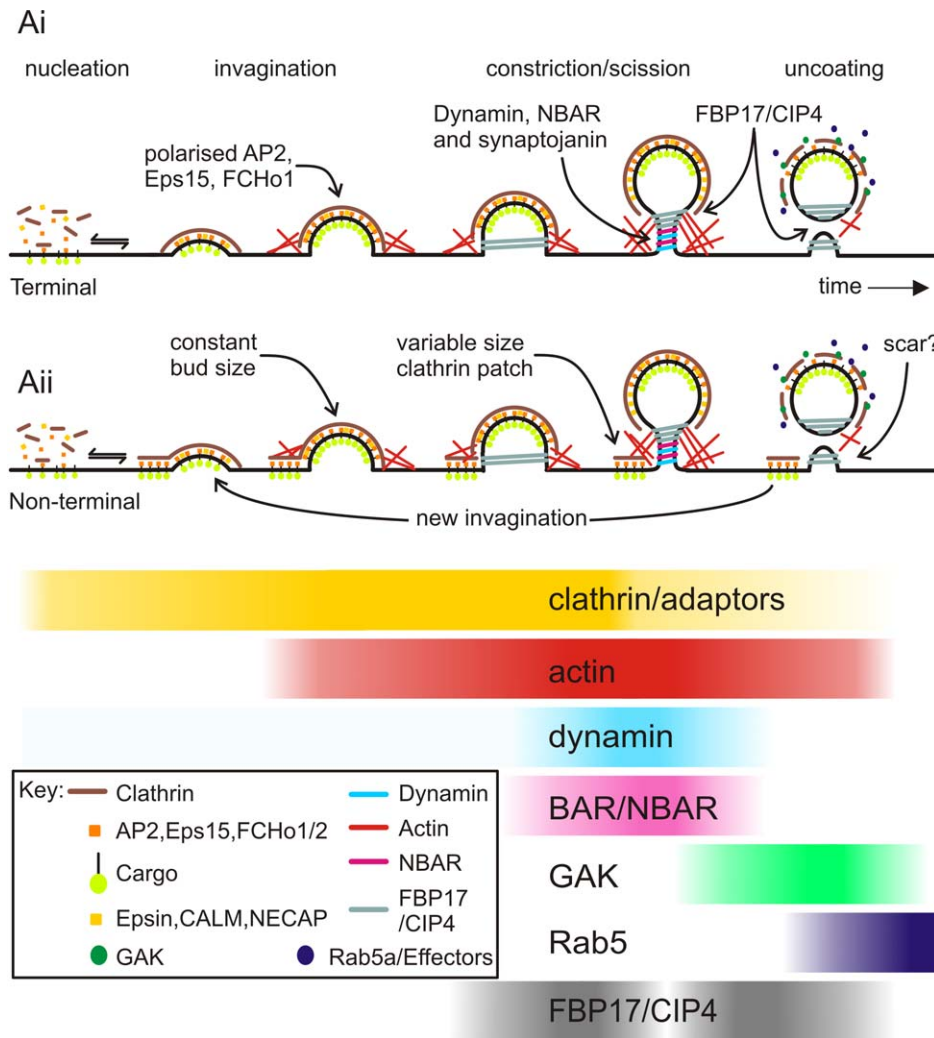 Ai
nucleation
invagination
constriction/scission
uncoating
Dynamin, NBAR
and synaptojanin
FBP17/CIP4
polarised AP2,
Eps15, FCHo1
Terminal
time
Aii
constant
bud size
variable size
clathrin patch
scar?
Non-terminal
new invagination
clathrin/adaptors
actin
dynamin
BAR/NBAR
GAK
Rab5
FBP17/CIP4
Key:
Clathrin
AP2,Eps15,FCHo1/2
Cargo
Epsin,CALM,NECAP
GAK
Dynamin
Actin
NBAR
FBP17
/CIP4
Rab5a/Effectors